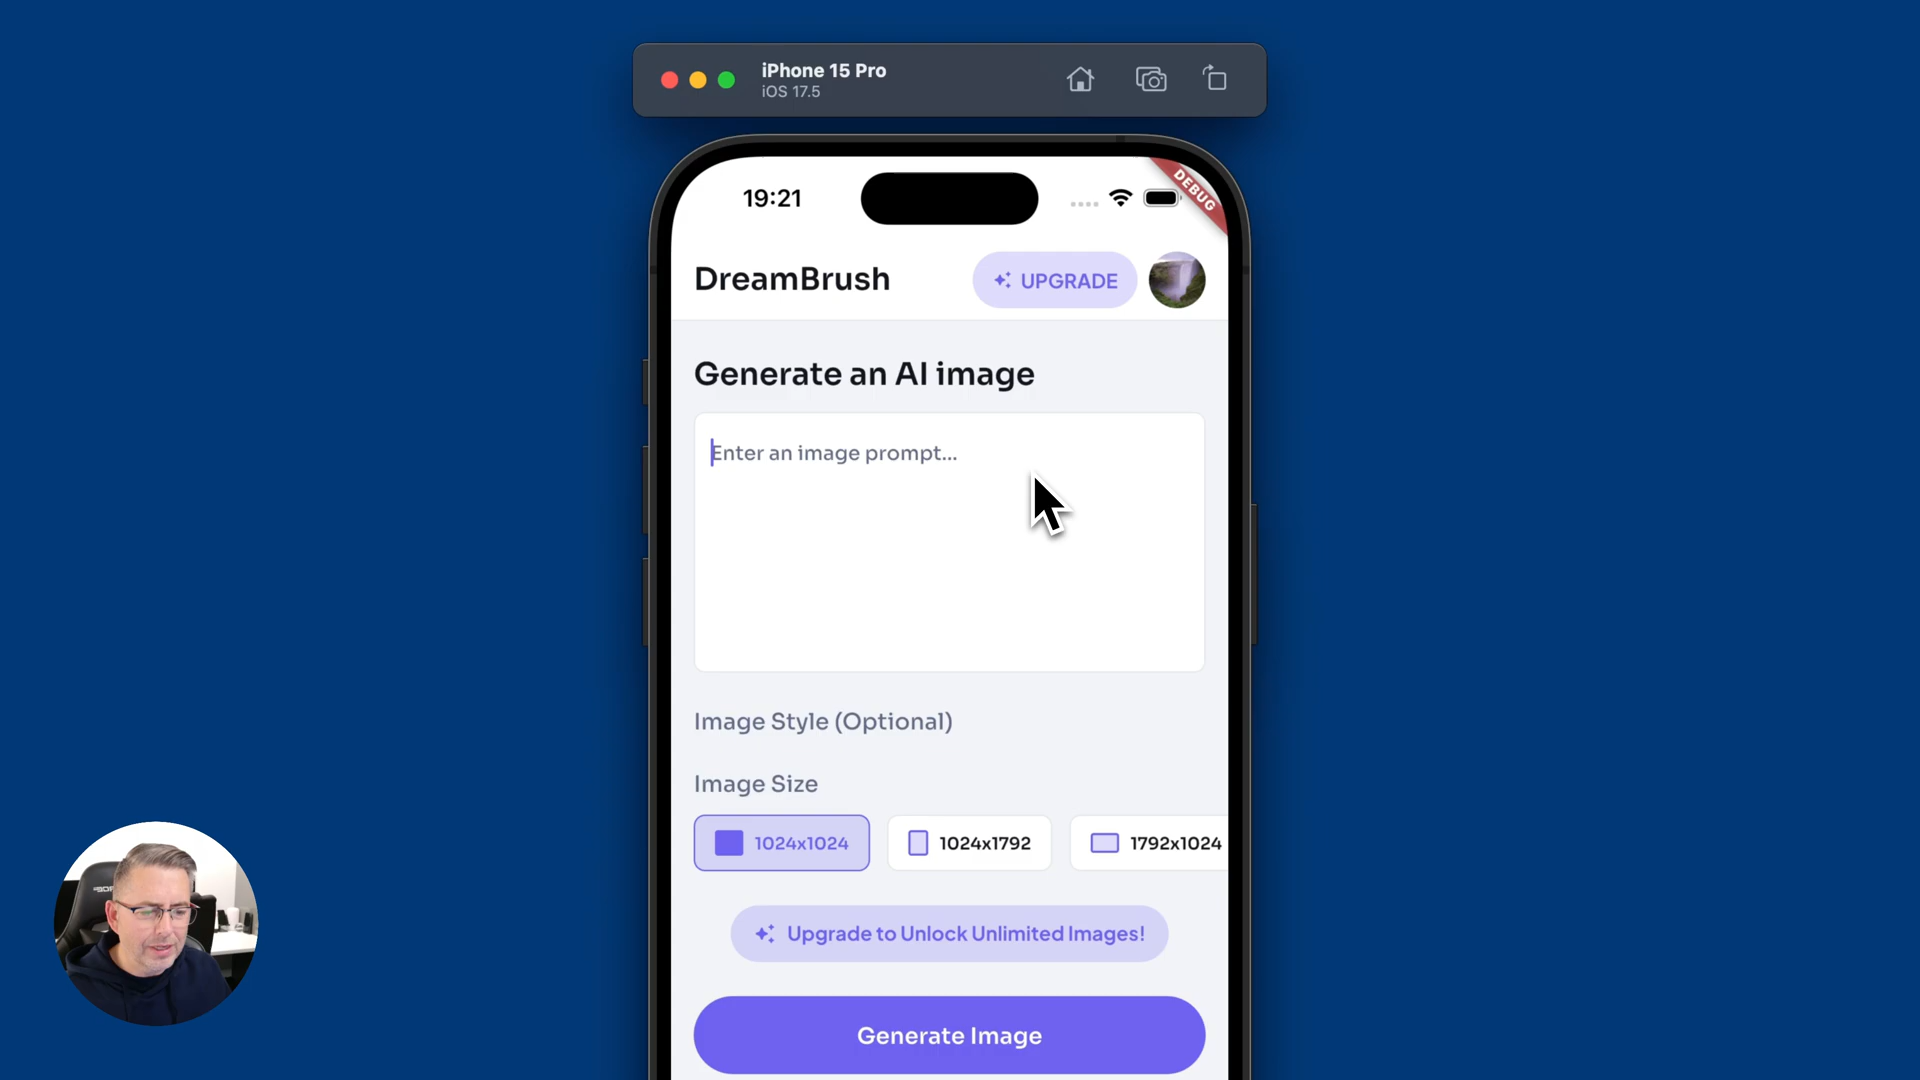 iPhone 15 Pro
iOS 17.5
19:21
DEBUG
DreamBrush
UPGRADE
Generate an AI image
Enter an image prompt...
Image Style (Optional)
Image Size
1024x1024
1024x1792
1792x1024
Upgrade to Unlock Unlimited Images!
Generate Image